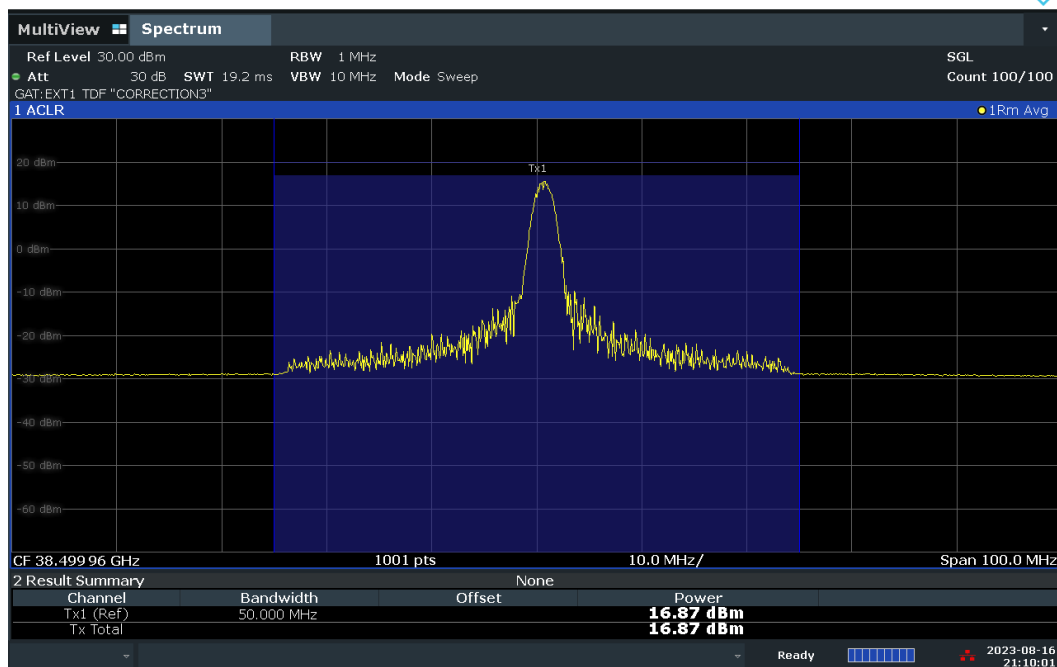 MultiView Spectrum
Ref Level 30.00 dBm RBW 1 MHz SGL
Att 30 dB SWT 19.2 ms VBW 10 MHz Mode Sweep Count 100/100
GAT:EXT1 TDF "CORRECTION3"
1 ACLR 1Rm Avg
20 dBm
Tx1
10 dBm
0 dBm
-10 dBm
-20 dBm
-30 dBm
-40 dBm
-50 dBm
-60 dBm
CF 38.49996 GHz 1001 pts 10.0 MHz/ Span 100.0 MHz
2 Result Summary None
Channel Bandwidth Offset Power
Tx1 (Ref) 50.000 MHz 16.87 dBm
Tx Total 16.87 dBm
Ready 2023-08-16
21:10:01